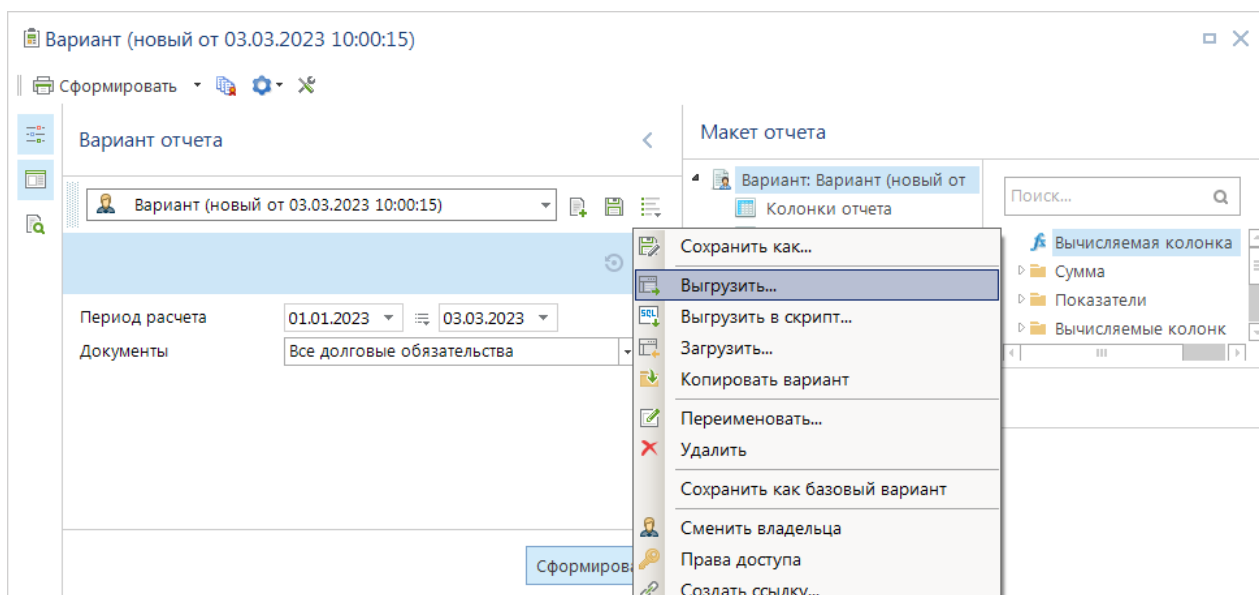 Вариант (новый от 03.03.2023 10:00:15)
Сформировать
Вариант отчета
Макет отчета
Вариант (новый от 03.03.2023 10:00:15)
Вариант: Вариант (новый от
Колонки отчета
Поиск...
Вычисляемая колонка
Сумма
Показатели
Вычисляемые колонк
Период расчета
01.01.2023
03.03.2023
Документы
Все долговые обязательства
Сохранить как...
Выгрузить...
SQL
Выгрузить в скрипт...
Загрузить...
Копировать вариант
Переименовать...
Удалить
Сохранить как базовый вариант
Сменить владельца
Права доступа
Создать ссылку...
Сформирова